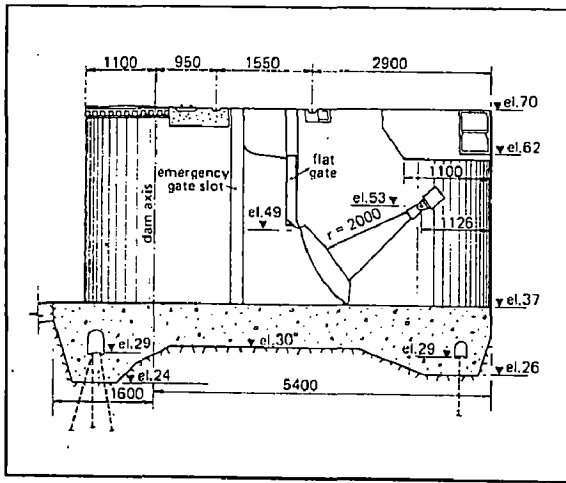 1100 950 1550 2900
el.70
el.62
emergency
gate slot
flat
gate
1100
dam axis
el.53
el.49
r = 2000
1126
el.37
el.29
el.30
el.29
el.24
el.26
1600
5400